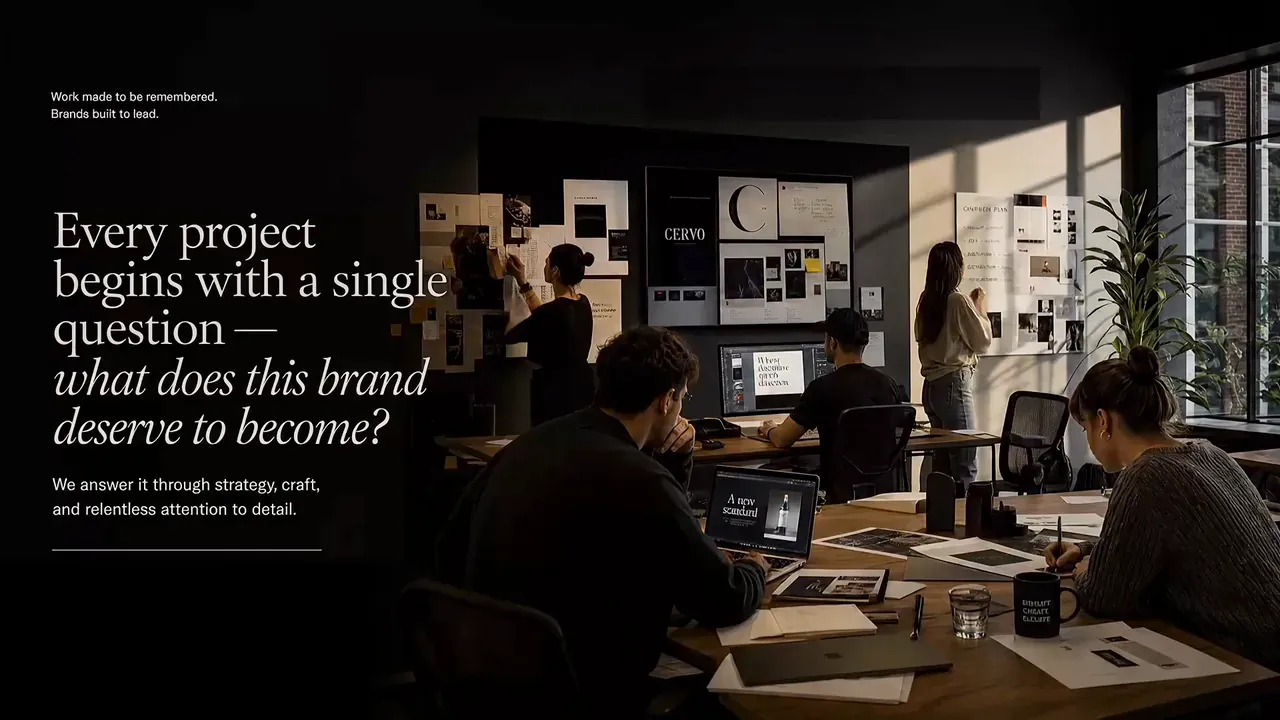 Work made to be remembered.
Brands built to lead.
Every project
begins with a single
question —
what does this brand
deserve to become?
We answer it through strategy, craft,
and relentless attention to detail.
CERVO
C
A new
standard